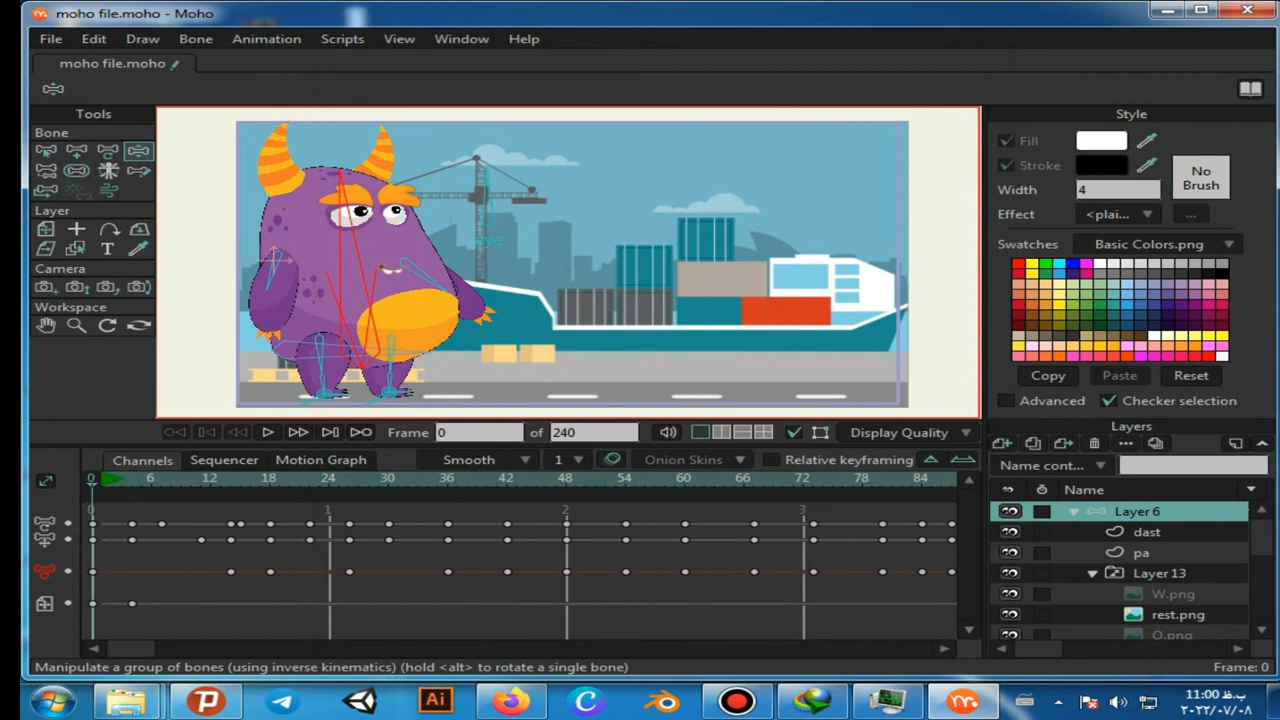 moho file.moho - Moho
File Edit Draw Bone Animation Scripts View Window Help
moho file.moho
Tools
Bone
Layer
T
Camera
Workspace
eye
Style
Fill
Stroke
No Brush
Width 4
Effect <plai... ...
Swatches Basic Colors.png
Copy Paste Reset
Advanced Checker selection
Frame 0 of 240 Display Quality
Channels Sequencer Motion Graph Smooth 1 Onion Skins Relative keyframing
0 6 12 18 24 30 36 42 48 54 60 66 72 78 84
0 1 2 3
Layers
Name cont...
Name
Layer 6
dast
pa
Layer 13
W.png
rest.png
O.png
Manipulate a group of bones (using inverse kinematics) (hold <alt> to rotate a single bone) Frame: 0
Ai
11:00 ب.ظ
۲۰۲۲/۰۷/۰۸